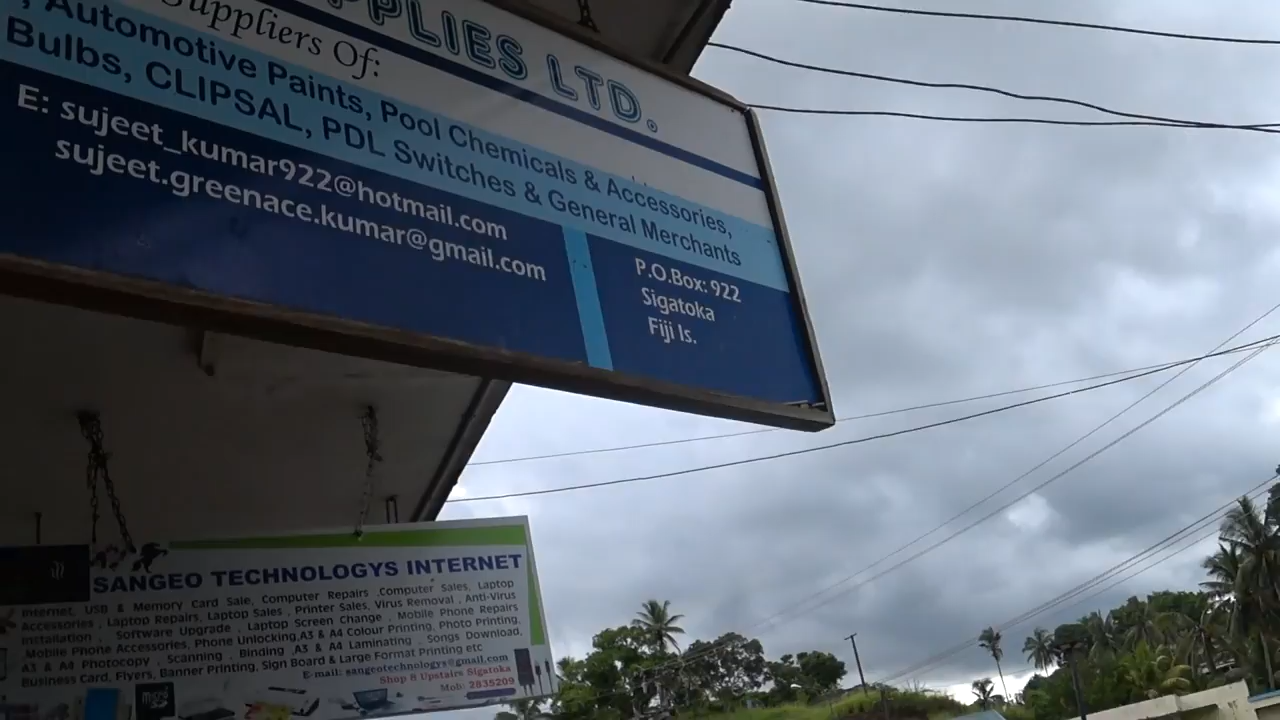 PPLIES LTD.
Suppliers Of:
, Automotive Paints, Pool Chemicals & Accessories,
Bulbs, CLIPSAL, PDL Switches & General Merchants
E: sujeet_kumar922@hotmail.com
sujeet.greenace.kumar@gmail.com
P.O.Box: 922
Sigatoka
Fiji Is.
SANGEO TECHNOLOGYS INTERNET
Internet, USB & Memory Card Sale, Computer Repairs ,Computer Sales, Laptop
Accessories , Laptop Repairs, Laptop Sales , Printer Sales, Virus Removal , Anti-Virus
Installation , Software Upgrade , Laptop Screen Change , Mobile Phone Repairs
Mobile Phone Accessories, Phone Unlocking,A3 & A4 Colour Printing, Photo Printing,
A3 & A4 Photocopy , Scanning , Binding A3 & A4 Laminating , Songs Download,
Business Card, Flyers, Banner Printing, Sign Board & Large Format Printing etc
E-mail: sangeotechnologys@gmail.com
Shop 8 Upstairs Sigatoka
Mob: 2835209